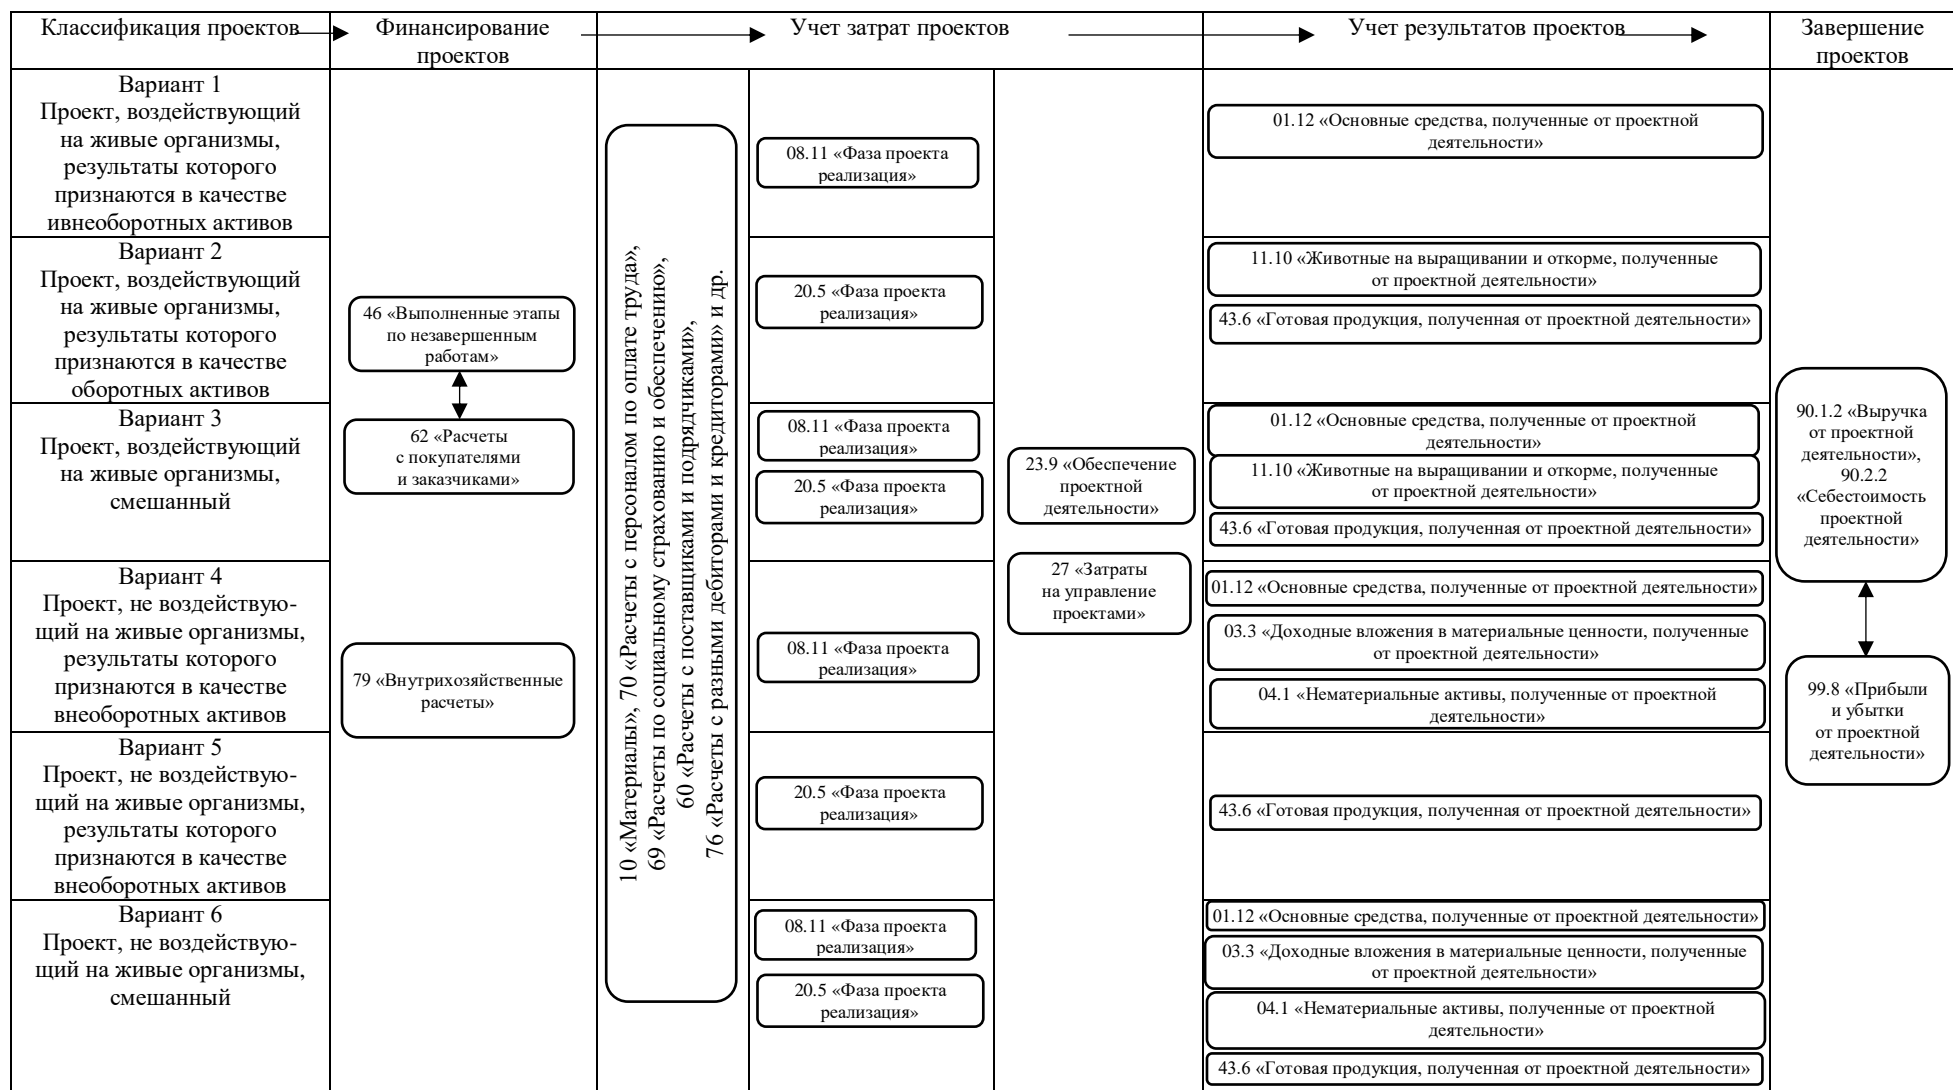 Классификация проектов
Финансирование
проектов
Учет затрат проектов
Учет результатов проектов
Завершение
проектов
Вариант 1
Проект, воздействующий
на живые организмы,
результаты которого
признаются в качестве
ивнеоборотных активов
Вариант 2
Проект, воздействующий
на живые организмы,
результаты которого
признаются в качестве
оборотных активов
Вариант 3
Проект, воздействующий
на живые организмы,
смешанный
Вариант 4
Проект, не воздействую-
щий на живые организмы,
результаты которого
признаются в качестве
внеоборотных активов
Вариант 5
Проект, не воздействую-
щий на живые организмы,
результаты которого
признаются в качестве
внеоборотных активов
Вариант 6
Проект, не воздействую-
щий на живые организмы,
смешанный
46 «Выполненные этапы
по незавершенным
работам»
62 «Расчеты
с покупателями
и заказчиками»
79 «Внутрихозяйственные
расчеты»
10 «Материалы», 70 «Расчеты с персоналом по оплате труда»,
69 «Расчеты по социальному страхованию и обеспечению»,
60 «Расчеты с поставщиками и подрядчиками»,
76 «Расчеты с разными дебиторами и кредиторами» и др.
08.11 «Фаза проекта
реализация»
20.5 «Фаза проекта
реализация»
08.11 «Фаза проекта
реализация»
20.5 «Фаза проекта
реализация»
08.11 «Фаза проекта
реализация»
20.5 «Фаза проекта
реализация»
08.11 «Фаза проекта
реализация»
20.5 «Фаза проекта
реализация»
23.9 «Обеспечение
проектной
деятельности»
27 «Затраты
на управление
проектами»
01.12 «Основные средства, полученные от проектной
деятельности»
11.10 «Животные на выращивании и откорме, полученные
от проектной деятельности»
43.6 «Готовая продукция, полученная от проектной деятельности»
01.12 «Основные средства, полученные от проектной
деятельности»
11.10 «Животные на выращивании и откорме, полученные
от проектной деятельности»
43.6 «Готовая продукция, полученная от проектной деятельности»
01.12 «Основные средства, полученные от проектной деятельности»
03.3 «Доходные вложения в материальные ценности, полученные
от проектной деятельности»
04.1 «Нематериальные активы, полученные от проектной
деятельности»
43.6 «Готовая продукция, полученная от проектной деятельности»
01.12 «Основные средства, полученные от проектной деятельности»
03.3 «Доходные вложения в материальные ценности, полученные
от проектной деятельности»
04.1 «Нематериальные активы, полученные от проектной
деятельности»
43.6 «Готовая продукция, полученная от проектной деятельности»
90.1.2 «Выручка
от проектной
деятельности»,
90.2.2
«Себестоимость
проектной
деятельности»
99.8 «Прибыли
и убытки
от проектной
деятельности»